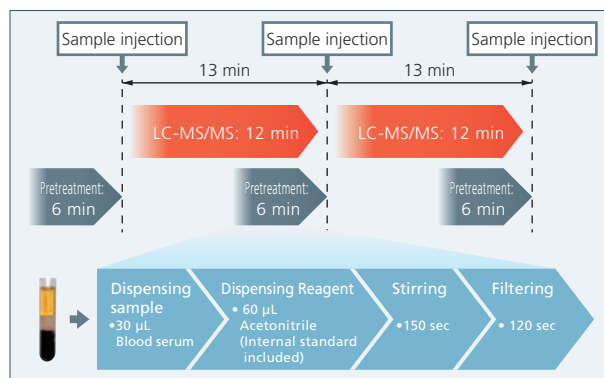 Sample injection
Sample injection
Sample injection
13 min
13 min
LC-MS/MS: 12 min
LC-MS/MS: 12 min
Pretreatment:
6 min
Pretreatment:
6 min
Pretreatment:
6 min
Dispensing
sample
•30 µL
Blood serum
Dispensing Reagent
• 60 µL
Acetonitrile
(Internal standard
included)
Stirring
•150 sec
Filtering
• 120 sec